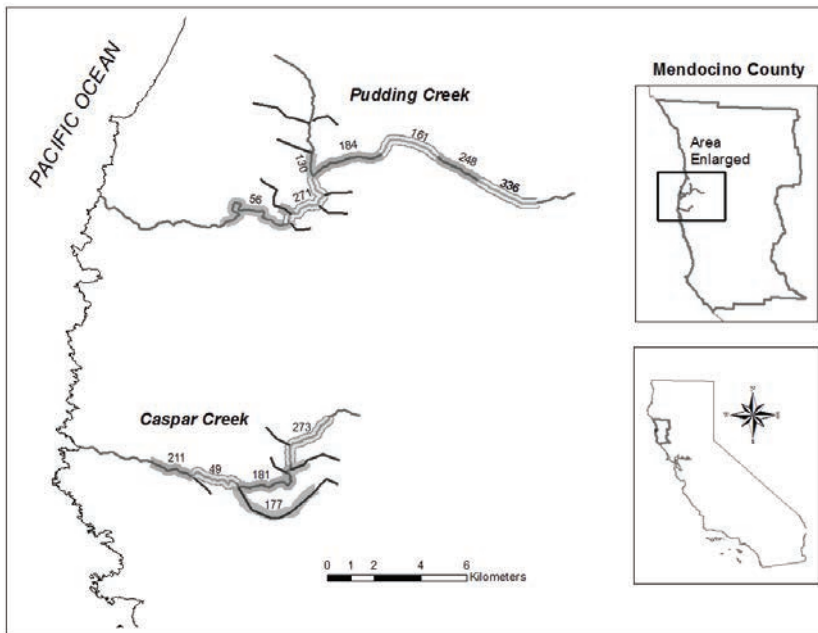 PACIFIC OCEAN
Pudding Creek
184
161
130
248
336
271
56
Caspar Creek
273
211
49
181
177
0 1 2 4 6
Kilometers
Mendocino County
Area
Enlarged